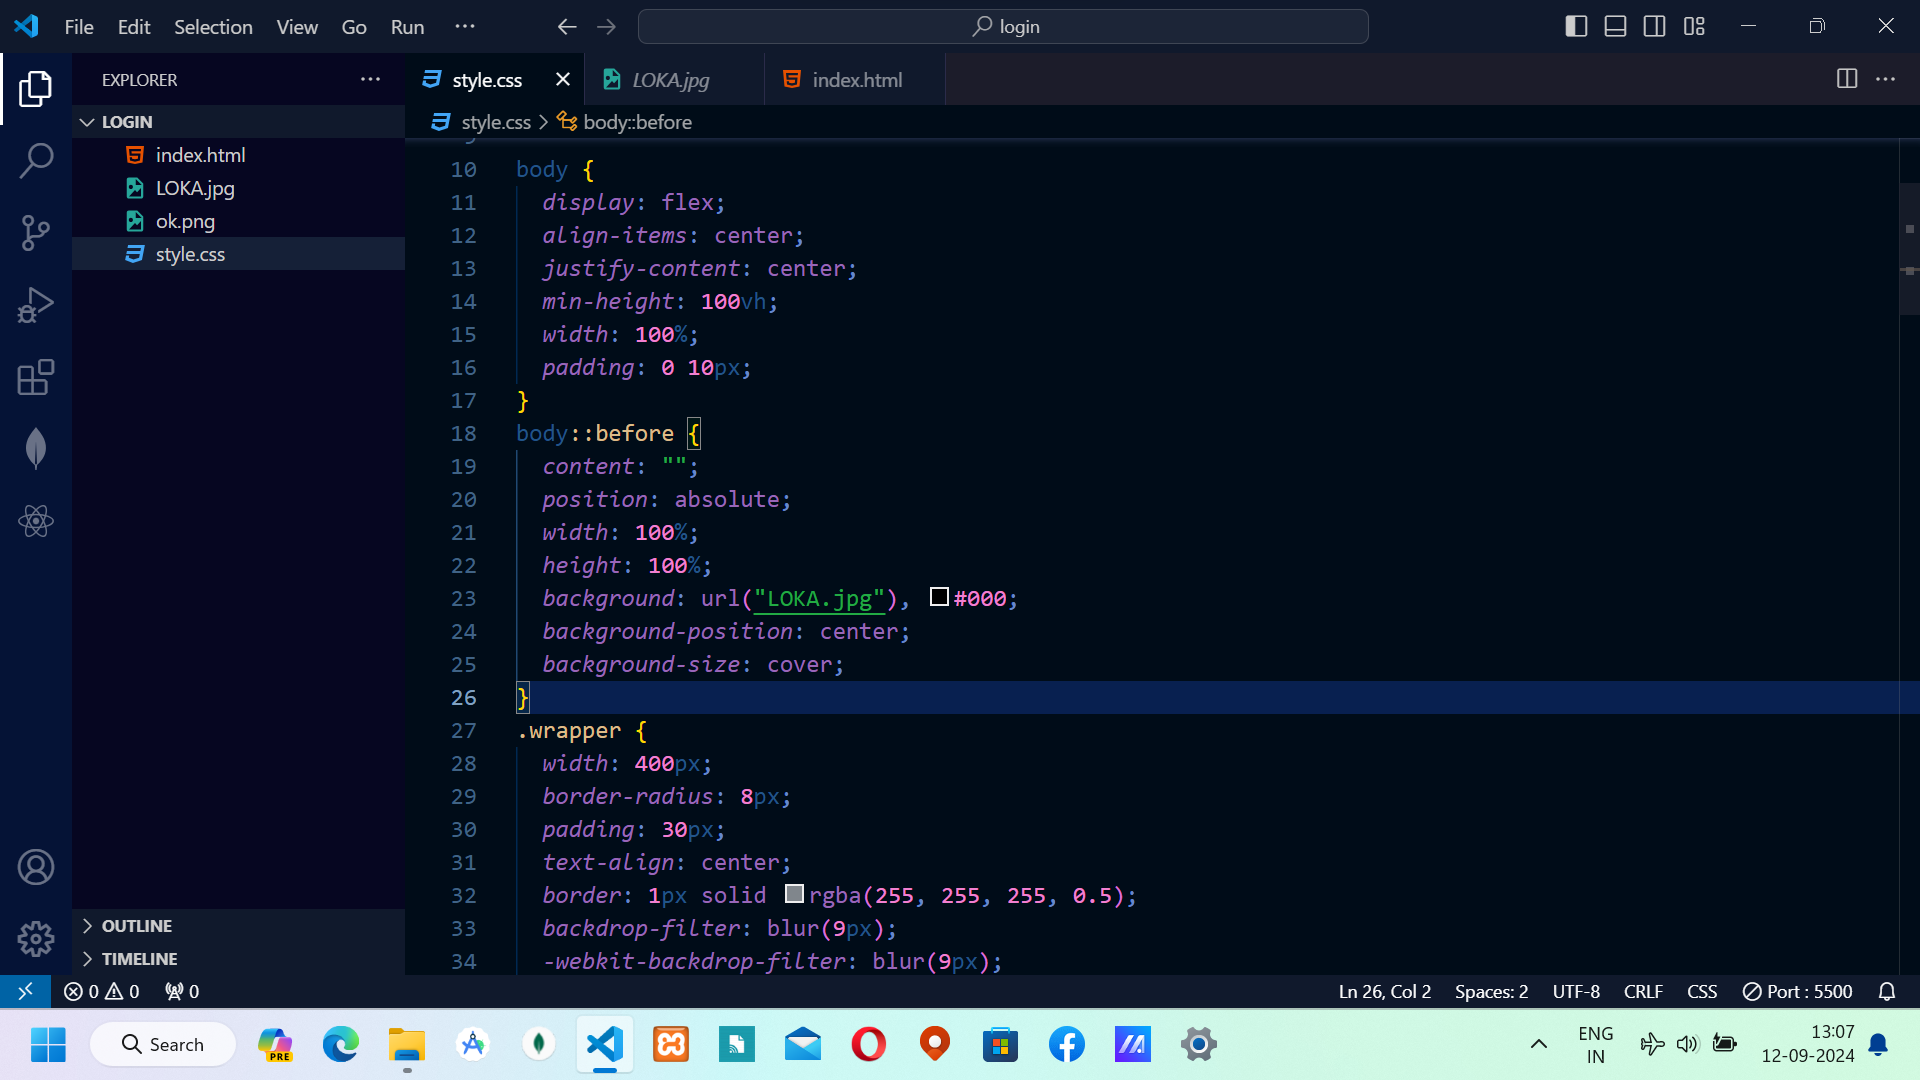 File Edit Selection View Go Run ···
login
EXPLORER ···
style.css LOKA.jpg index.html
LOGIN
index.html
LOKA.jpg
ok.png
style.css
style.css > body::before
9
10 body {
11 display: flex;
12 align-items: center;
13 justify-content: center;
14 min-height: 100vh;
15 width: 100%;
16 padding: 0 10px;
17 }
18 body::before {
19 content: "";
20 position: absolute;
21 width: 100%;
22 height: 100%;
23 background: url("LOKA.jpg"), #000;
24 background-position: center;
25 background-size: cover;
26 }
27 .wrapper {
28 width: 400px;
29 border-radius: 8px;
30 padding: 30px;
31 text-align: center;
32 border: 1px solid rgba(255, 255, 255, 0.5);
33 backdrop-filter: blur(9px);
34 -webkit-backdrop-filter: blur(9px);
OUTLINE
TIMELINE
0 0 0
Ln 26, Col 2 Spaces: 2 UTF-8 CRLF CSS Port : 5500
Search
PRE
ENG
IN
13:07
12-09-2024